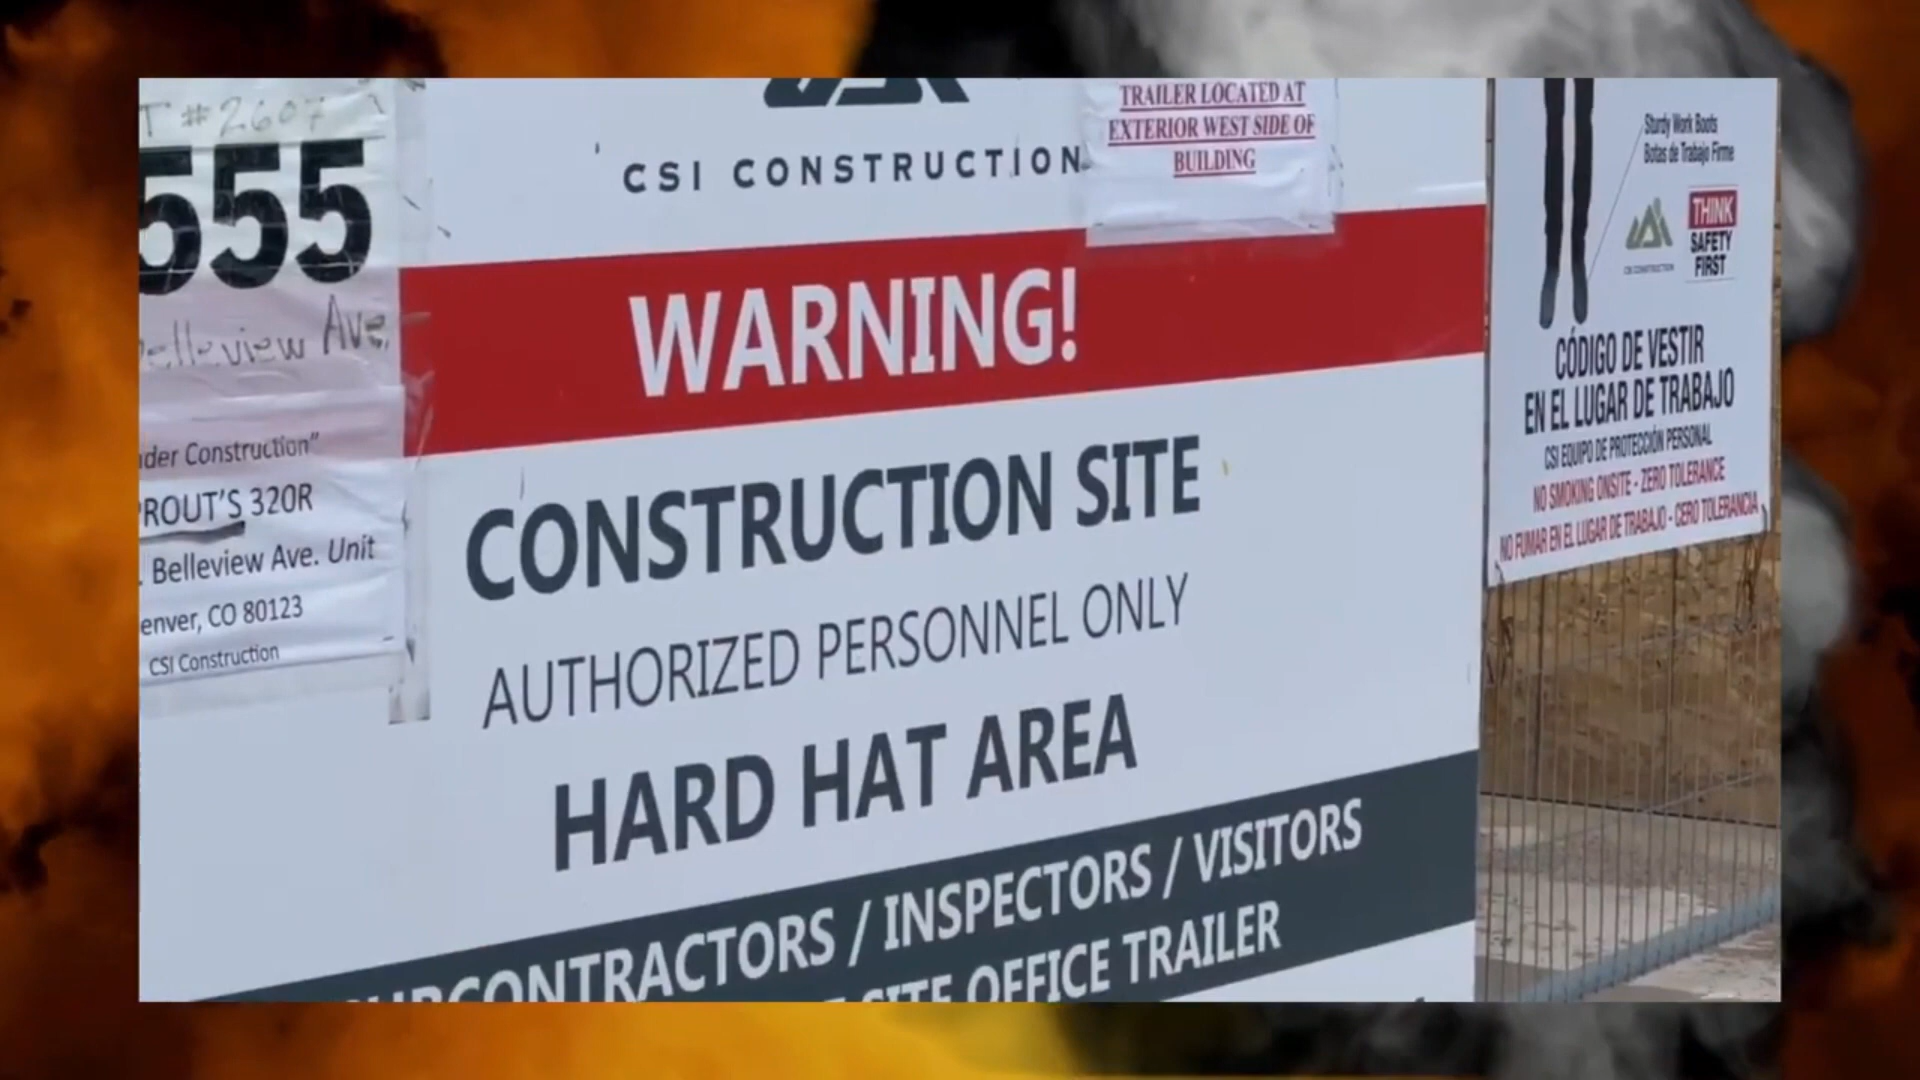 T #2607
555
Belleview Ave.
nder Construction"
ROUT'S 320R
. Belleview Ave. Unit
enver, CO 80123
CSI Construction
CSI CONSTRUCTION
TRAILER LOCATED AT
EXTERIOR WEST SIDE OF
BUILDING
WARNING!
CONSTRUCTION SITE
AUTHORIZED PERSONNEL ONLY
HARD HAT AREA
SUBCONTRACTORS / INSPECTORS / VISITORS
SITE OFFICE TRAILER
Sturdy Work Boots
Botas de Trabajo Firme
CSI CONSTRUCTION
THINK
SAFETY
FIRST
CÓDIGO DE VESTIR
EN EL LUGAR DE TRABAJO
CSI EQUIPO DE PROTECCIÓN PERSONAL
NO SMOKING ONSITE - ZERO TOLERANCE
NO FUMAR EN EL LUGAR DE TRABAJO - CERO TOLERANCIA